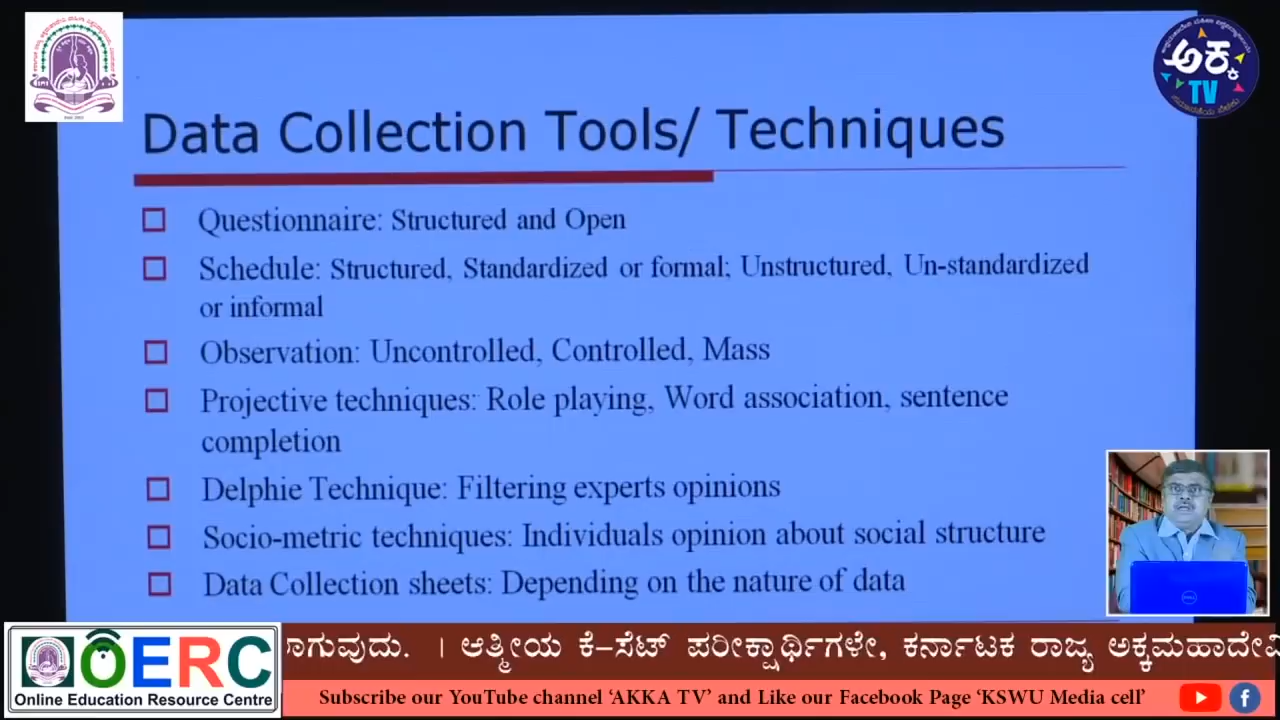 ಅಕ್ಕ
TV
Data Collection Tools/ Techniques
Questionnaire: Structured and Open
Schedule: Structured, Standardized or formal; Unstructured, Un-standardized
or informal
Observation: Uncontrolled, Controlled, Mass
Projective techniques: Role playing, Word association, sentence
completion
Delphie Technique: Filtering experts opinions
Socio-metric techniques: Individuals opinion about social structure
Data Collection sheets: Depending on the nature of data
DELL
OERC
Online Education Resource Centre
ಾಗುವುದು. । ಆತ್ಮೀಯ ಕೆ-ಸೆಟ್ ಪರೀಕ್ಷಾರ್ಥಿಗಳೇ, ಕರ್ನಾಟಕ ರಾಜ್ಯ ಅಕ್ಕಮಹಾದೇವಿ
Subscribe our YouTube channel ‘AKKA TV’ and Like our Facebook Page ‘KSWU Media cell’